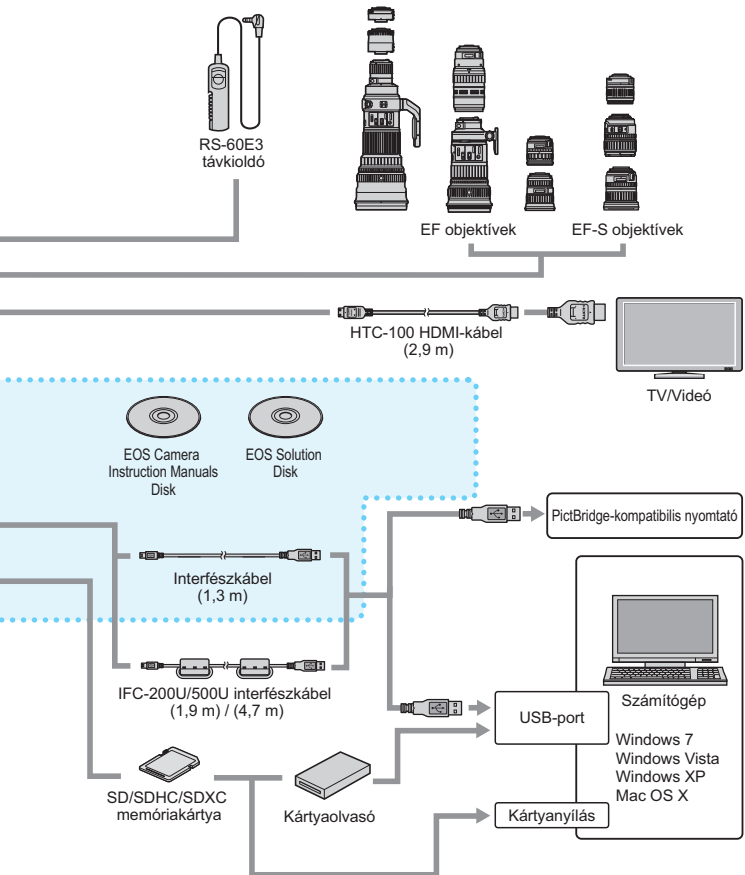 RS-60E3
távkioldó
EF objektívek
EF-S objektívek
HTC-100 HDMI-kábel
(2,9 m)
TV/Videó
EOS Camera
Instruction Manuals
Disk
EOS Solution
Disk
PictBridge-kompatibilis nyomtató
Interfészkábel
(1,3 m)
IFC-200U/500U interfészkábel
(1,9 m) / (4,7 m)
USB-port
Számítógép
Windows 7
Windows Vista
Windows XP
Mac OS X
SD/SDHC/SDXC
memóriakártya
Kártyaolvasó
Kártyanyílás